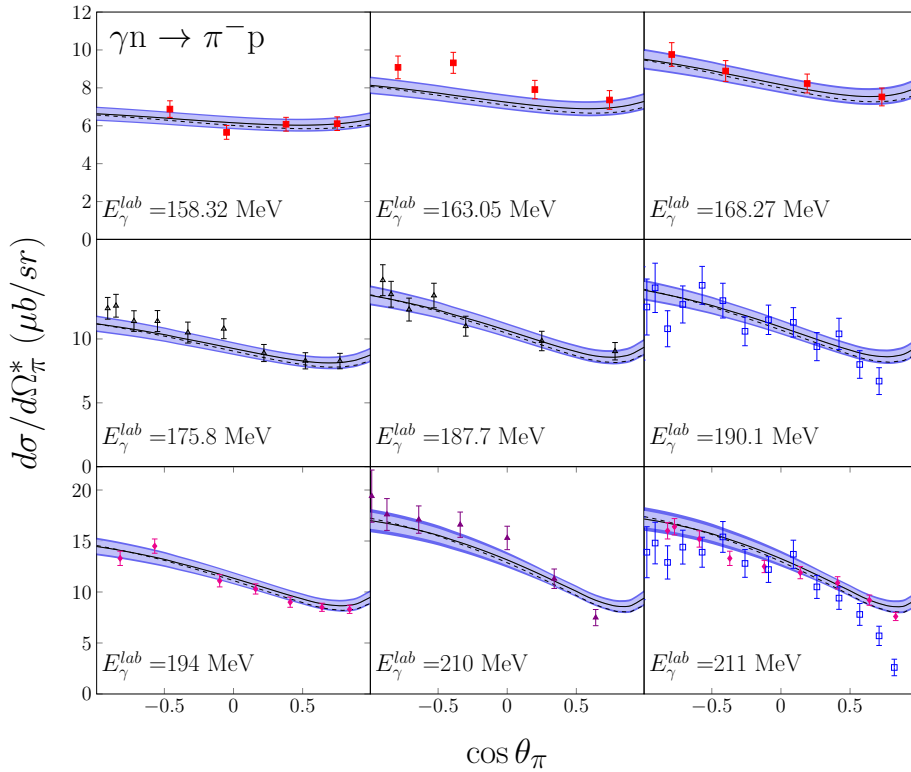 γn → π⁻p
12
10
8
6
4
2
0
E_γ^{lab} =158.32 MeV
E_γ^{lab} =163.05 MeV
E_γ^{lab} =168.27 MeV
10
5
0
E_γ^{lab} =175.8 MeV
E_γ^{lab} =187.7 MeV
E_γ^{lab} =190.1 MeV
20
15
10
5
0
E_γ^{lab} =194 MeV
E_γ^{lab} =210 MeV
E_γ^{lab} =211 MeV
−0.5 0 0.5 −0.5 0 0.5 −0.5 0 0.5
dσ/dΩ_π^* (μb/sr)
cos θ_π